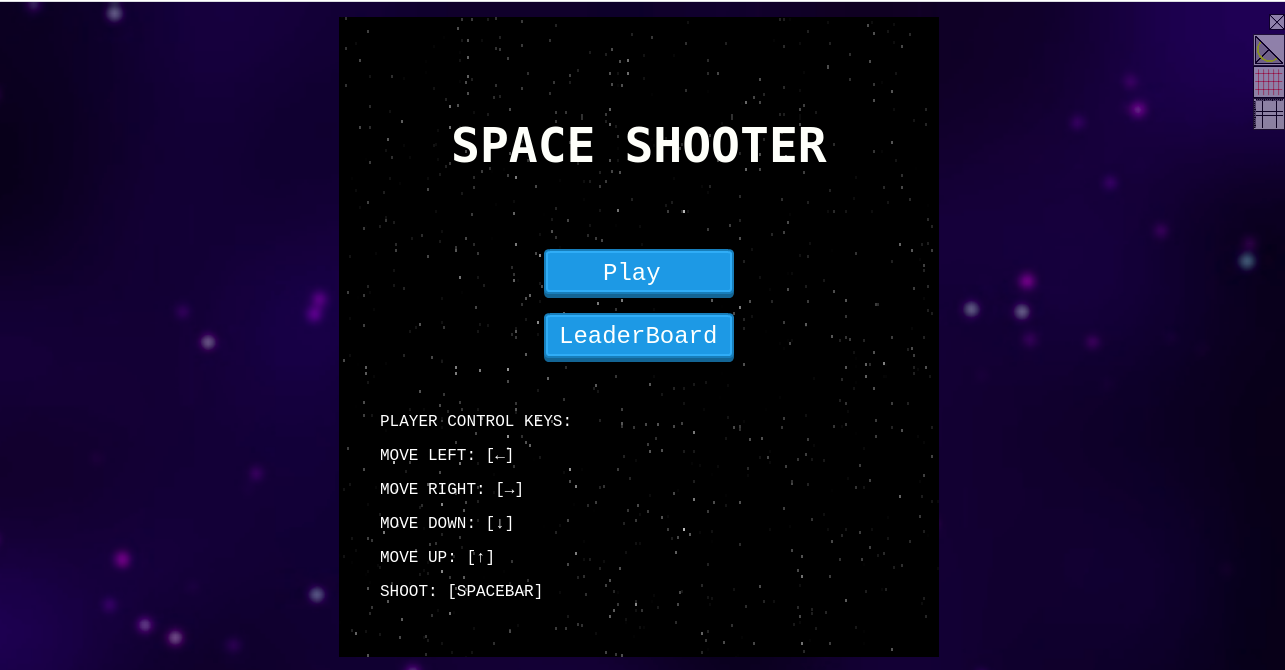 SPACE SHOOTER
Play
LeaderBoard
PLAYER CONTROL KEYS:
MOVE LEFT: [←]
MOVE RIGHT: [→]
MOVE DOWN: [↓]
MOVE UP: [↑]
SHOOT: [SPACEBAR]